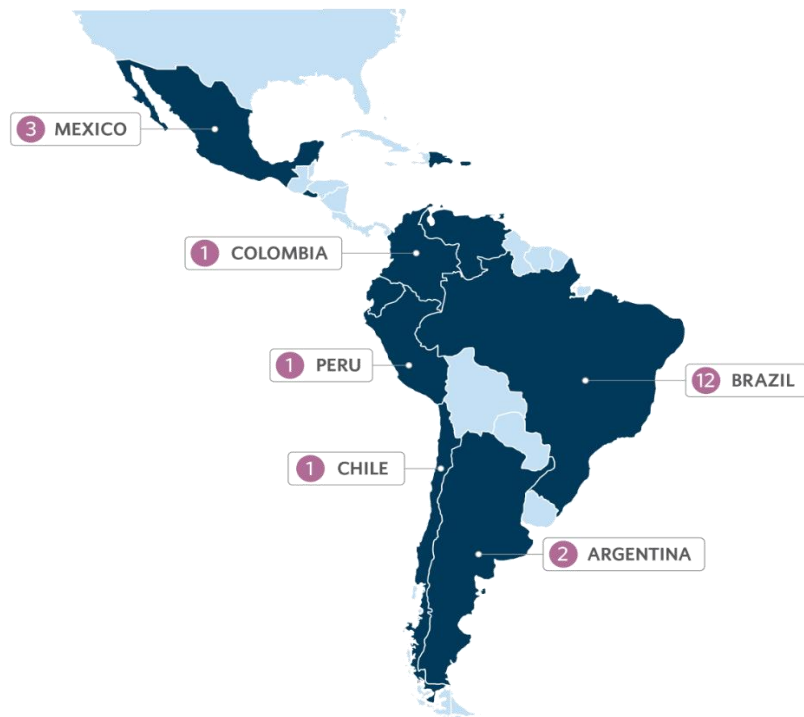 3 MEXICO
1 COLOMBIA
1 PERU
12 BRAZIL
1 CHILE
2 ARGENTINA